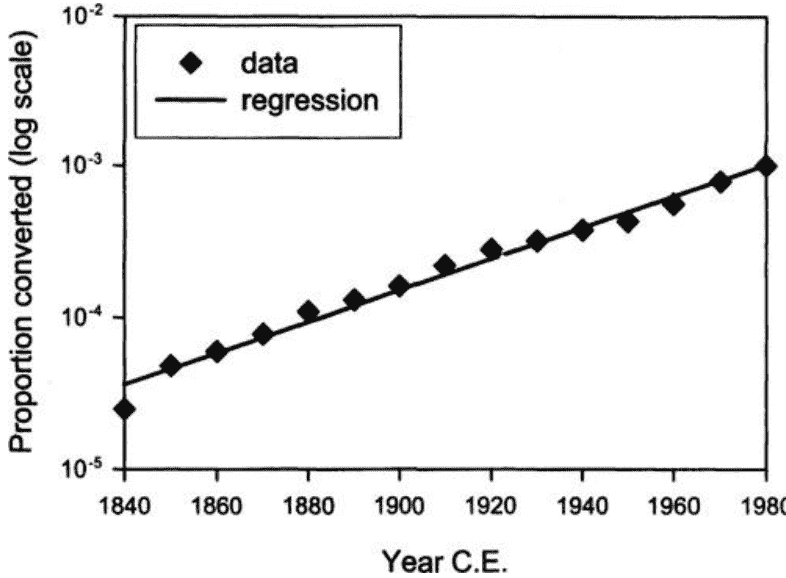 10-2
data
regression
10-3
10-4
10-5
Proportion converted (log scale)
1840 1860 1880 1900 1920 1940 1960 1980
Year C.E.